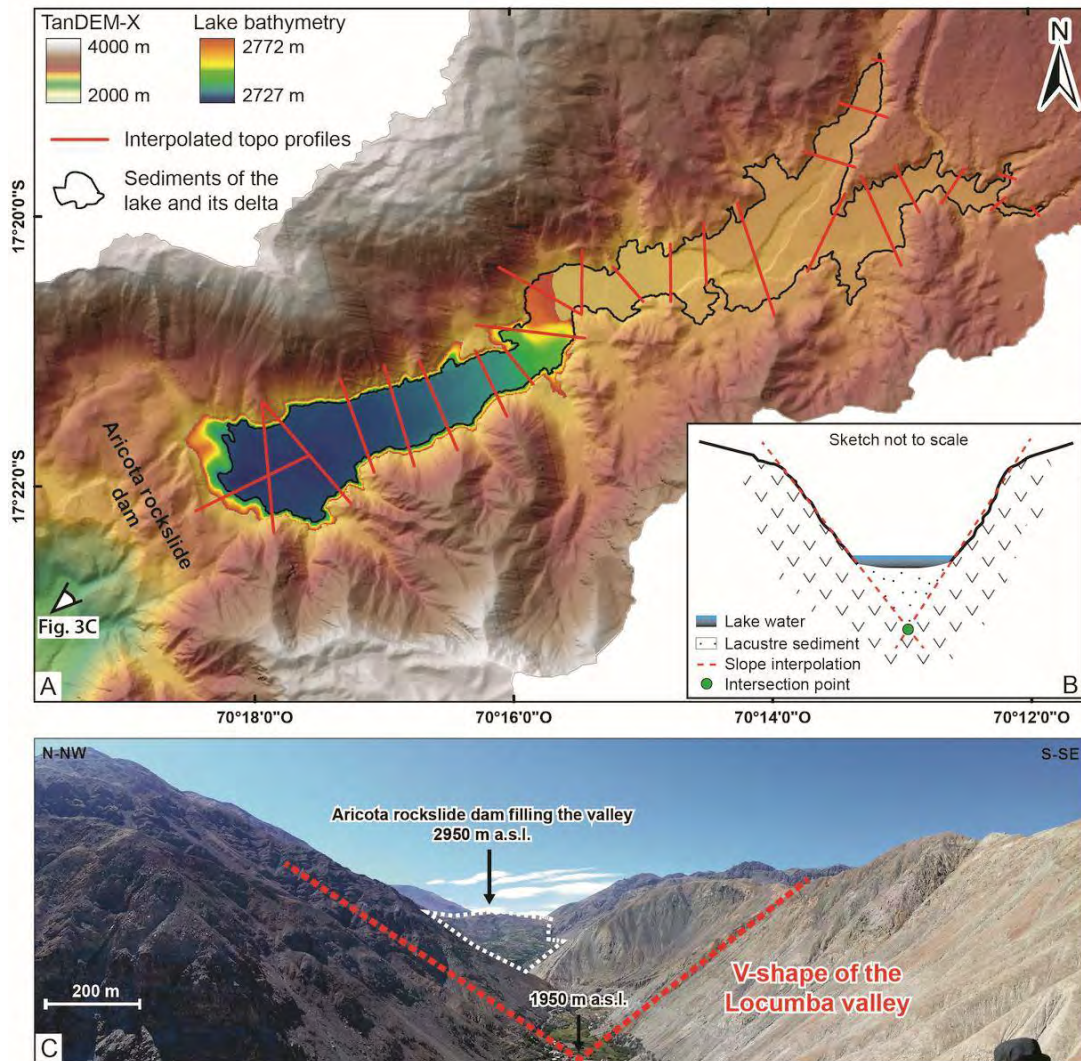 TanDEM-X
4000 m
2000 m
Lake bathymetry
2772 m
2727 m
Interpolated topo profiles
Sediments of the
lake and its delta
N
17°20'0"S
17°22'0"S
Aricota rockslide
dam
Fig. 3C
A
Sketch not to scale
Lake water
Lacustre sediment
Slope interpolation
Intersection point
B
70°18'0"O
70°16'0"O
70°14'0"O
70°12'0"O
N-NW
S-SE
Aricota rockslide dam filling the valley
2950 m a.s.l.
1950 m a.s.l.
V-shape of the
Locumba valley
200 m
C